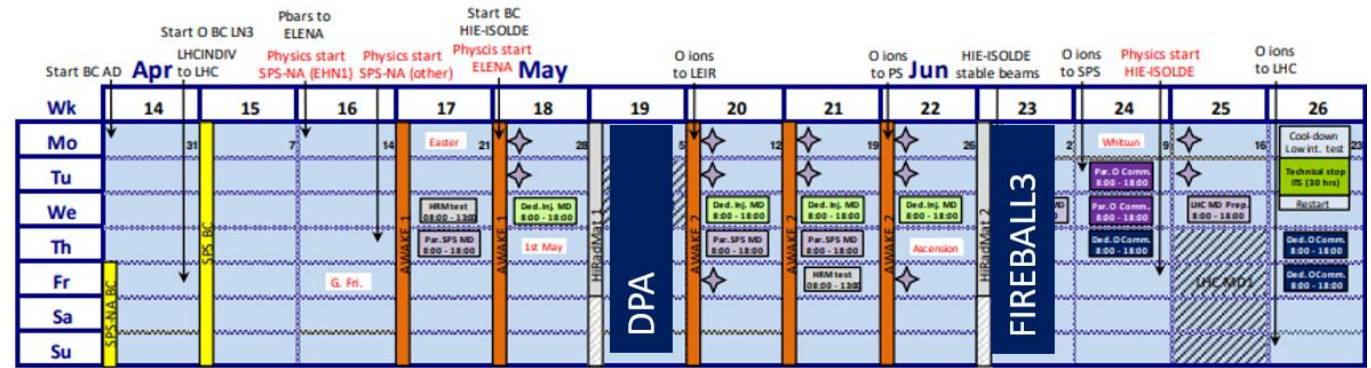 Start BC AD
Apr
Start O BC LN3
LHCINDIV
to LHC
Pbars to
ELENA
Physics start
SPS-NA (EHN1)
Physics start
SPS-NA (other)
Start BC
HIE-ISOLDE
Physcis start
ELENA
May
O ions
to LEIR
O ions
to PS
Jun
HIE-ISOLDE
stable beams
O ions
to SPS
Physics start
HIE-ISOLDE
O ions
to LHC
Wk 14 15 16 17 18 19 20 21 22 23 24 25 26
Mo 31 7 14 Easter 21 28 5 12 19 26 2 Whitsun 9 16 23
Cool-down
Low int. test
Tu
Par. O Comm.
8:00 - 18:00
Technical stop
ITS (30 hrs)
We
HRM test
08:00 - 13:00
Ded. Inj. MD
8:00 - 18:00
Ded. Inj. MD
8:00 - 18:00
Ded. Inj. MD
8:00 - 18:00
Ded. Inj. MD
8:00 - 18:00
MD
8:00
Par. O Comm.
8:00 - 18:00
LHC MD Prep.
8:00 - 18:00
Restart
Th
Par. SPS MD
8:00 - 18:00
1st May
Par. SPS MD
8:00 - 18:00
Par. SPS MD
8:00 - 18:00
Ascension
Ded. O Comm.
8:00 - 18:00
Ded. O Comm.
8:00 - 18:00
Fr
G. Fri.
HRM test
08:00 - 13:00
LHC MD1
Ded. O Comm.
8:00 - 18:00
Sa
Su
SPS-NA BC
SPS BC
AWAKE 1
AWAKE 1
HiRadMat 1
DPA
AWAKE 2
AWAKE 2
AWAKE 2
HiRadMat 2
FIREBALL3